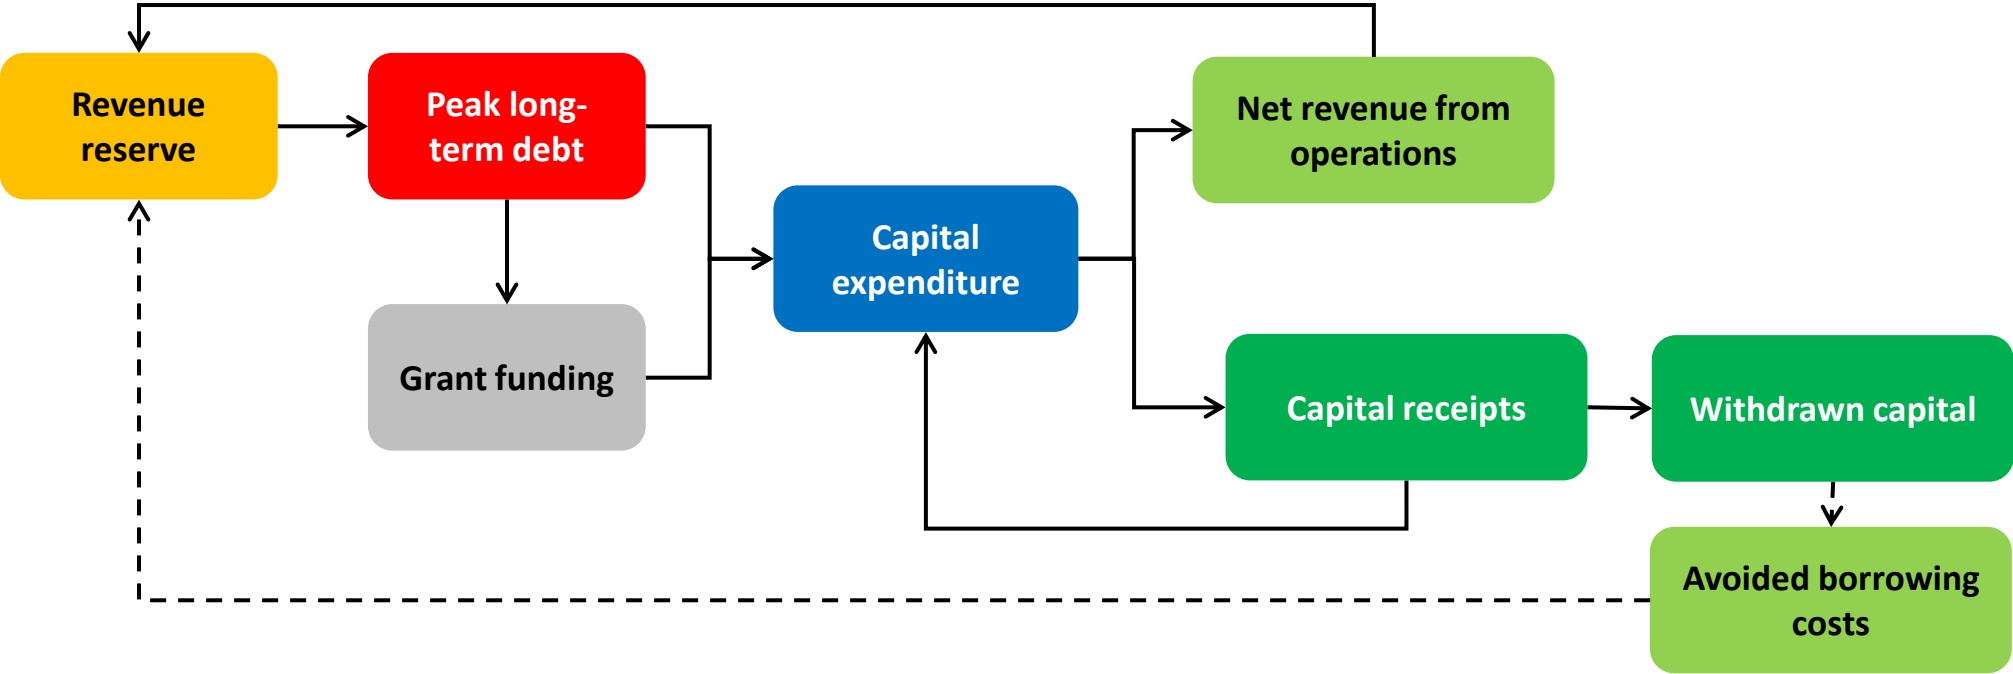 Revenue
reserve
Peak long-
term debt
Grant funding
Capital
expenditure
Net revenue from
operations
Capital receipts
Withdrawn capital
Avoided borrowing
costs